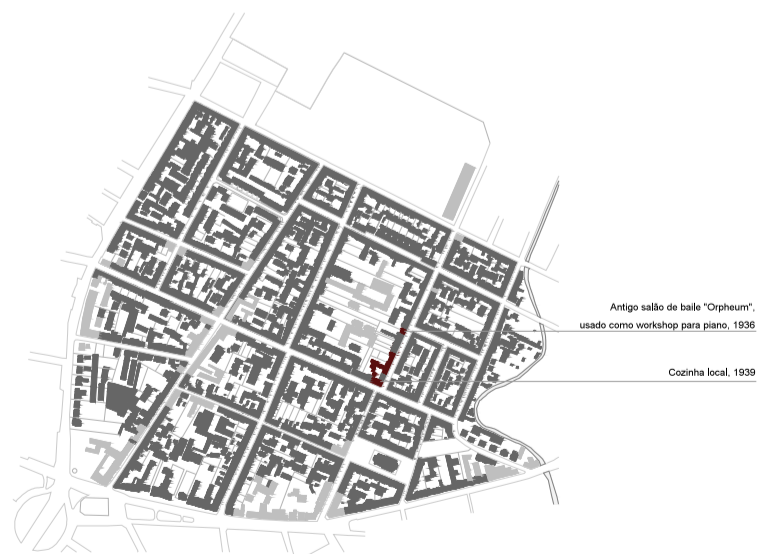 Antigo salão de baile "Orpheum",
usado como workshop para piano, 1936
Cozinha local, 1939